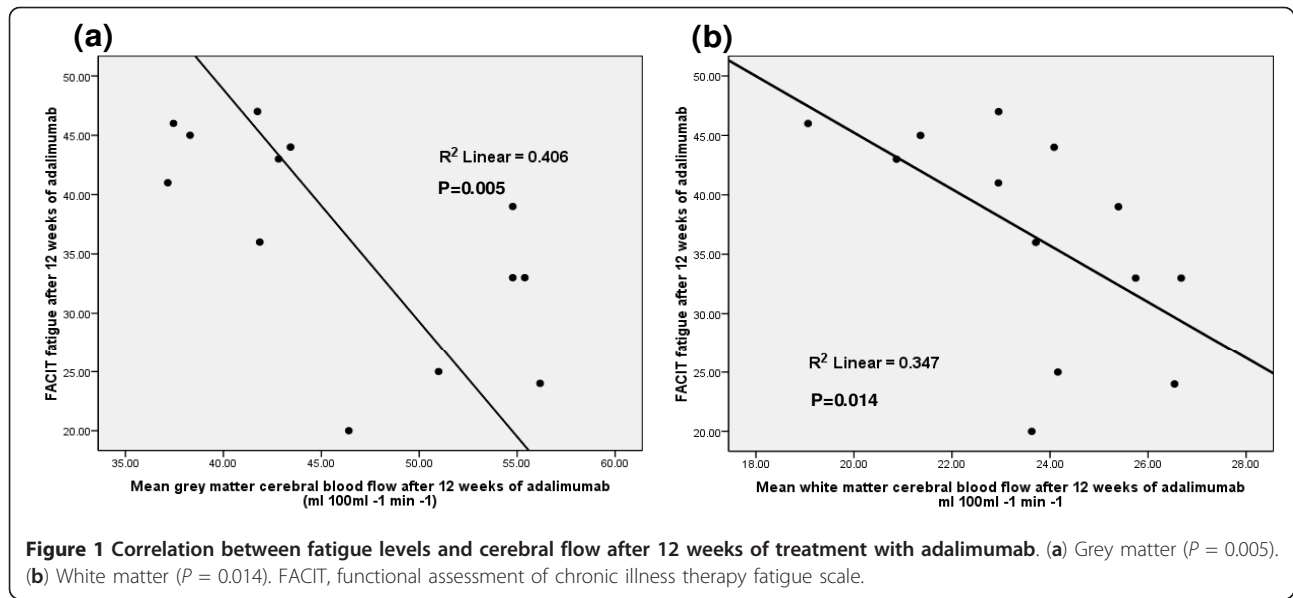 (a)
FACIT fatigue after 12 weeks of adalimumab
50.00
45.00
40.00
35.00
30.00
25.00
20.00
R² Linear = 0.406
P=0.005
35.00 40.00 45.00 50.00 55.00 60.00
Mean grey matter cerebral blood flow after 12 weeks of adalimumab
(ml 100ml -1 min -1)
(b)
FACIT fatigue after 12 weeks of adalimumab
50.00
45.00
40.00
35.00
30.00
25.00
20.00
R² Linear = 0.347
P=0.014
18.00 20.00 22.00 24.00 26.00 28.00
Mean white matter cerebral blood flow after 12 weeks of adalimumab
ml 100ml -1 min -1
Figure 1 Correlation between fatigue levels and cerebral flow after 12 weeks of treatment with adalimumab. (a) Grey matter (P = 0.005).
(b) White matter (P = 0.014). FACIT, functional assessment of chronic illness therapy fatigue scale.